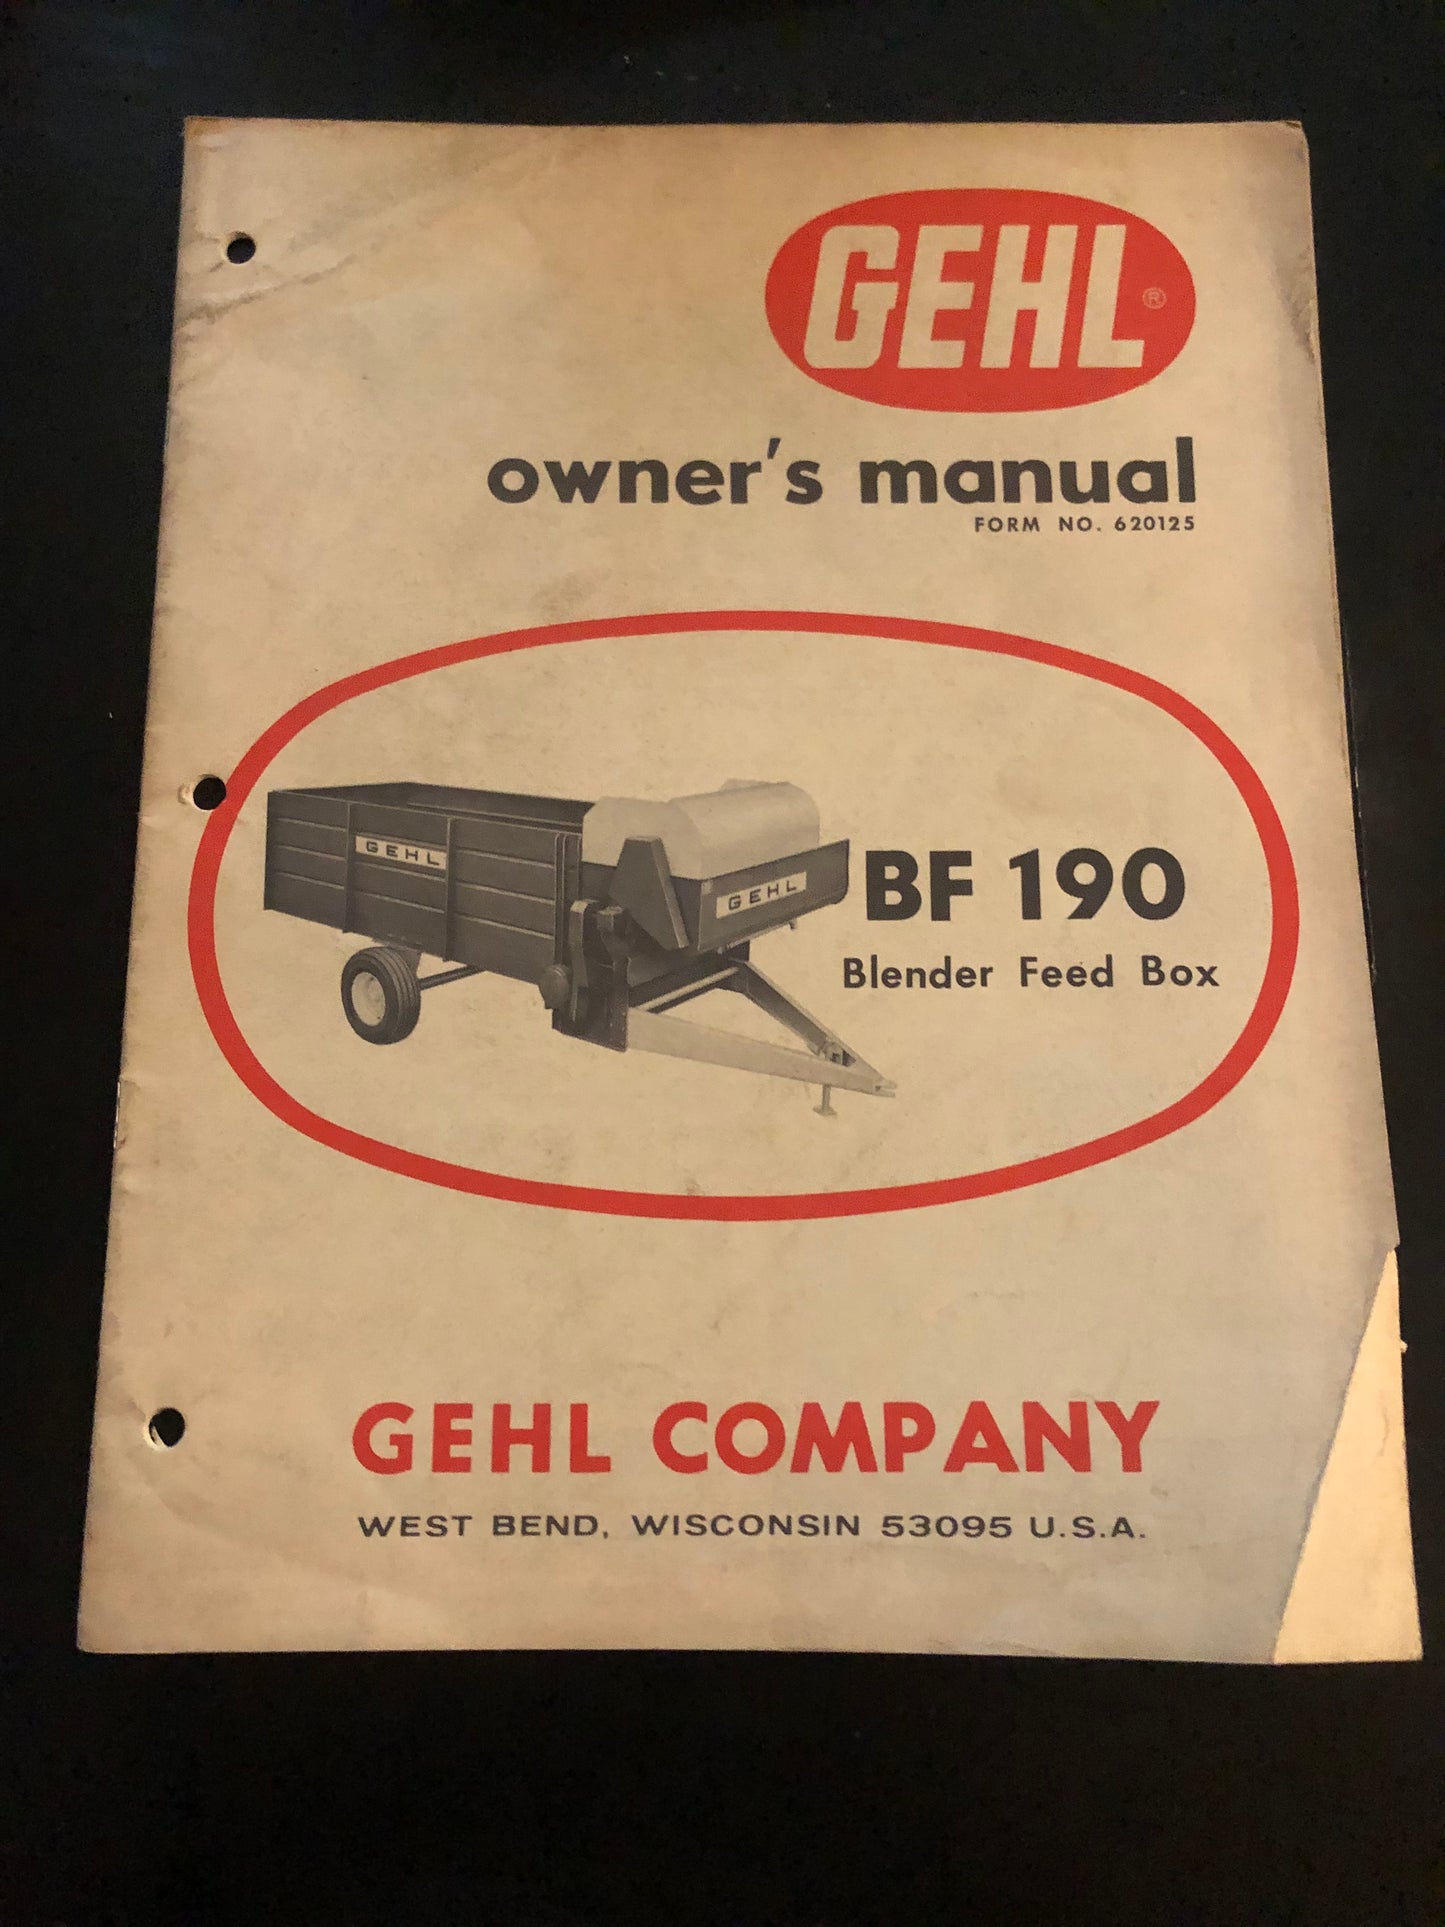 GEHL®
owner's manual
FORM NO. 620125
GEHL
GEHL
BF 190
Blender Feed Box
GEHL COMPANY
WEST BEND, WISCONSIN 53095 U.S.A.